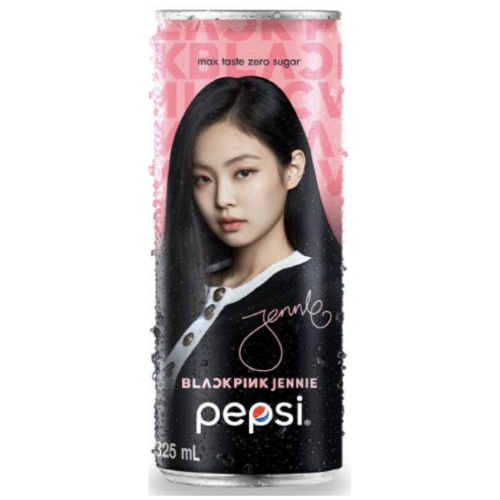 max taste zero sugar
Jennie
BLACKPINK JENNIE
pepsi®
325 mL